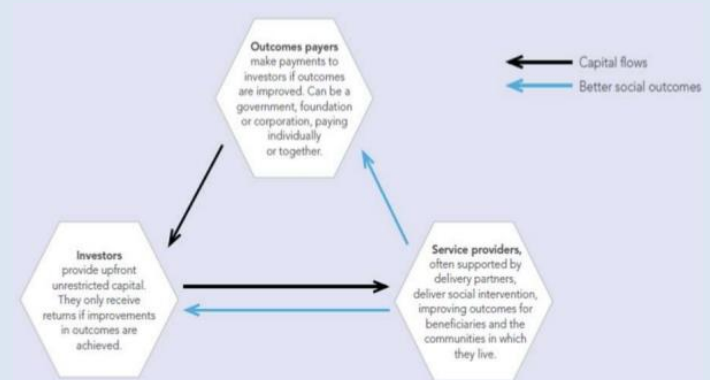 Outcomes payers
make payments to
investors if outcomes
are improved. Can be a
government, foundation
or corporation, paying
individually
or together.
Capital flows
Better social outcomes
Investors
provide upfront
unrestricted capital.
They only receive
returns if improvements
in outcomes are
achieved.
Service providers,
often supported by
delivery partners,
deliver social intervention,
improving outcomes for
beneficiaries and the
communities in which
they live.